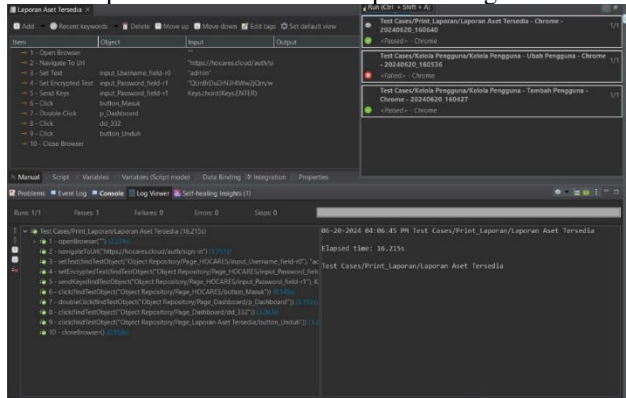 Laporan Aset Tersedia
Run (Ctrl + Shift + A)
Add
Recent keywords
Delete
Move up
Move down
Edit tags
Set default view
Item
Object
Input
Output
1 - Open Browser
""
2 - Navigate To Url
"https://hocares.cloud/auth/si
3 - Set Text
input_Username_field-r0
"admin"
4 - Set Encrypted Text
input_Password_field-r1
5 - Send Keys
input_Password_field-r1
Keys.chord(Keys.ENTER)
6 - Click
button_Masuk
7 - Double Click
p_Dashboard
8 - Click
dd_332
9 - Click
button_Unduh
10 - Close Browser
Test Cases/Print_Laporan/Laporan Aset Tersedia - Chrome -
20240620_160640
1/1
<Passed> - Chrome
Test Cases/Kelola Pengguna/Kelola Pengguna - Ubah Pengguna - Chrome
- 20240620_160536
1/1
<Failed> - Chrome
Test Cases/Kelola Pengguna/Kelola Pengguna - Tambah Pengguna -
Chrome - 20240620_160427
1/1
<Passed> - Chrome
Manual
Script
Variables
Variables (Script mode)
Data Binding
Integration
Properties
Problems
Event Log
Console
Log Viewer
Self-healing Insights (1)
Runs: 1/1
Passes: 1
Failures: 0
Errors: 0
Skips: 0
Test Cases/Print_Laporan/Laporan Aset Tersedia (16.215s)
1 - openBrowser("")
2 - navigateToUrl("https://hocares.cloud/auth/sign-in")
3 - setText(findTestObject("Object Repository/Page_HOCARES/input_Username_field-r0"), "ac
4 - setEncryptedText(findTestObject("Object Repository/Page_HOCARES/input_Password_fiel
5 - sendKeys(findTestObject("Object Repository/Page_HOCARES/input_Password_field-r1"), K
6 - click(findTestObject("Object Repository/Page_HOCARES/button_Masuk"))
7 - doubleClick(findTestObject("Object Repository/Page_Dashboard/p_Dashboard"))
8 - click(findTestObject("Object Repository/Page_Dashboard/dd_332"))
9 - click(findTestObject("Object Repository/Page_Laporan Aset Tersedia/button_Unduh"))
10 - closeBrowser()
06-20-2024 04:06:45 PM Test Cases/Print_Laporan/Laporan Aset Tersedia
Elapsed time: 16.215s
Test Cases/Print_Laporan/Laporan Aset Tersedia